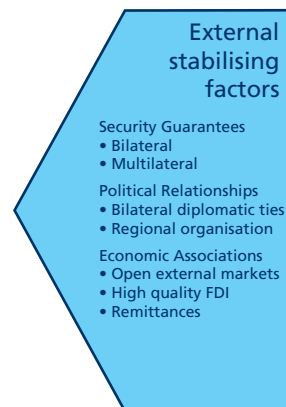 External
stabilising
factors
Security Guarantees
• Bilateral
• Multilateral
Political Relationships
• Bilateral diplomatic ties
• Regional organisation
Economic Associations
• Open external markets
• High quality FDI
• Remittances